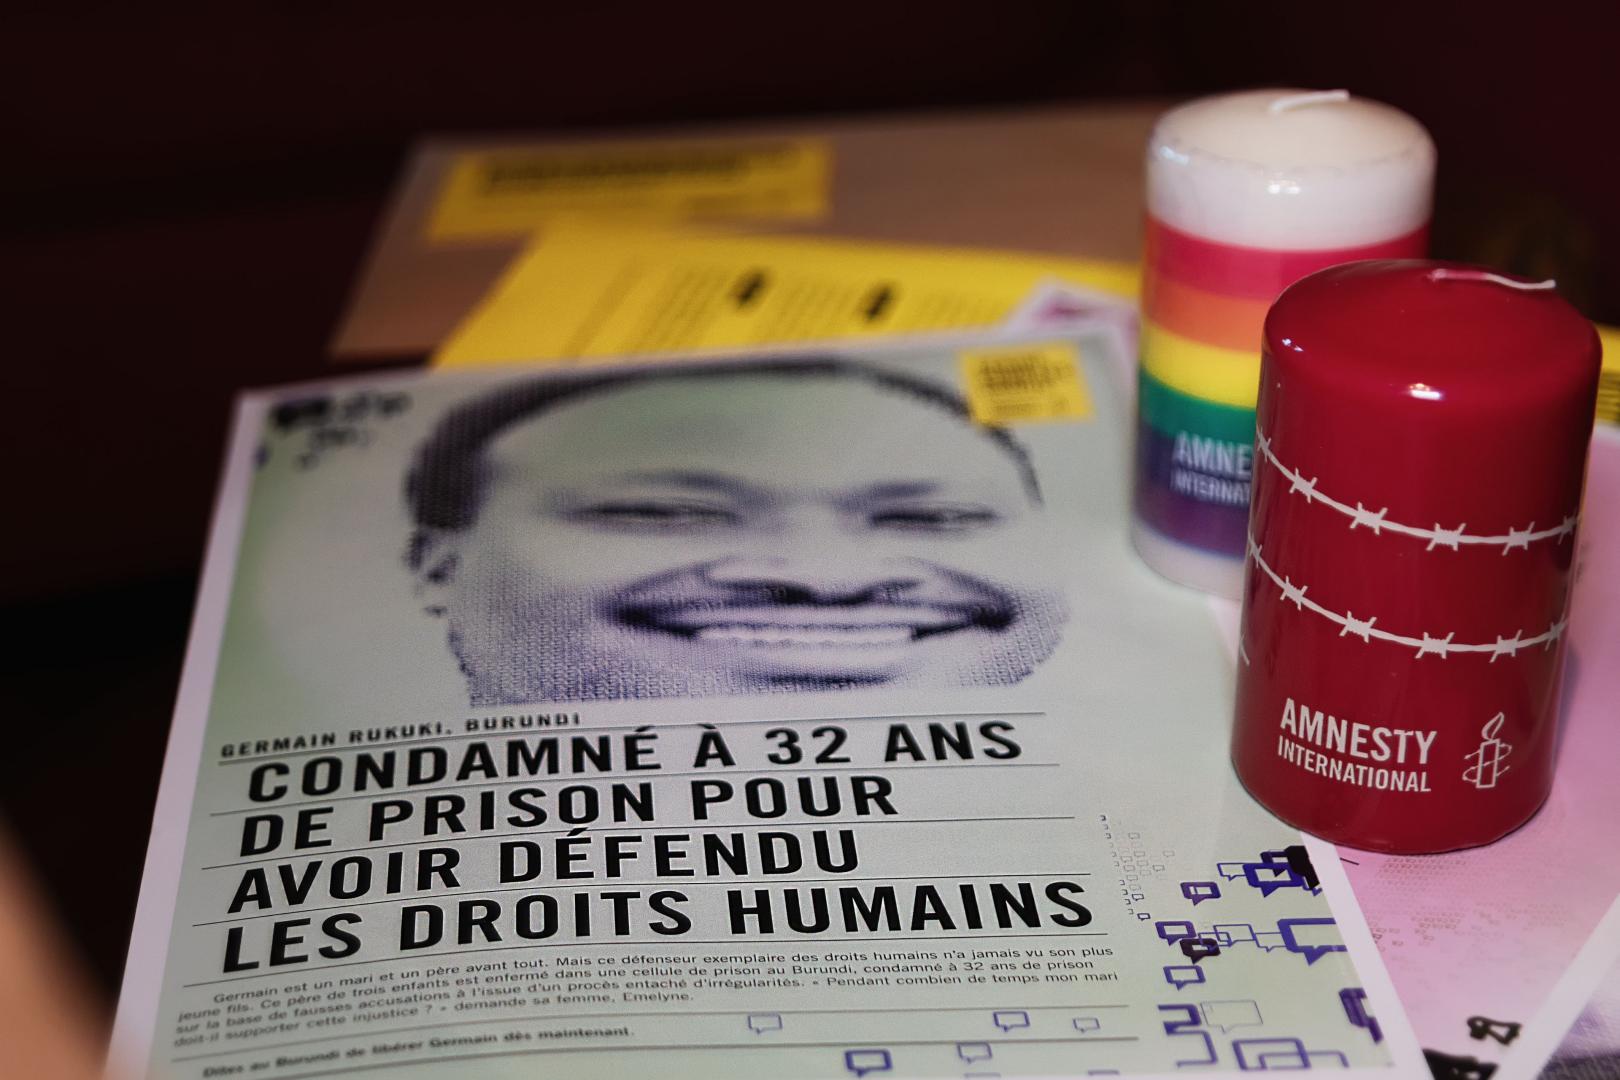 GERMAIN RUKUKI, BURUNDI
CONDAMNÉ À 32 ANS
DE PRISON POUR
AVOIR DÉFENDU
LES DROITS HUMAINS
Germain est un mari et un père avant tout. Mais ce défenseur exemplaire des droits humains n'a jamais vu son plus
jeune fils. Ce père de trois enfants est enfermé dans une cellule de prison au Burundi, condamné à 32 ans de prison
sur la base de fausses accusations à l'issue d'un procès entaché d'irrégularités. « Pendant combien de temps mon mari
doit-il supporter cette injustice ? » demande sa femme, Emelyne.
Dites au Burundi de libérer Germain dès maintenant.
AMNE
INTERNAT
AMNESTY
INTERNATIONAL